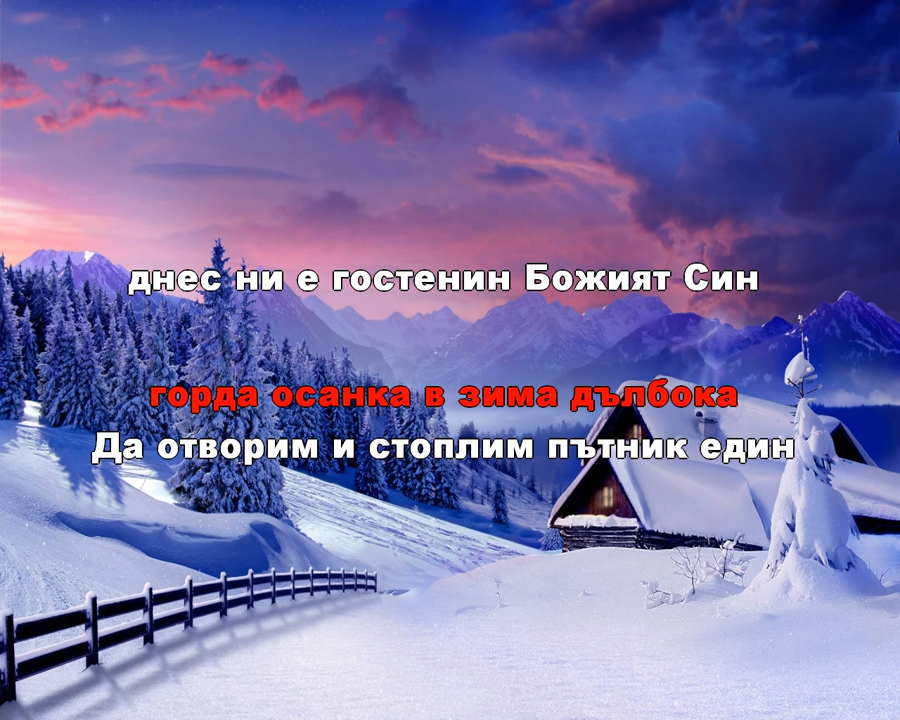 днес ни е гостенин Божият Син
горда осанка в зима дълбока
Да отворим и стоплим пътник един